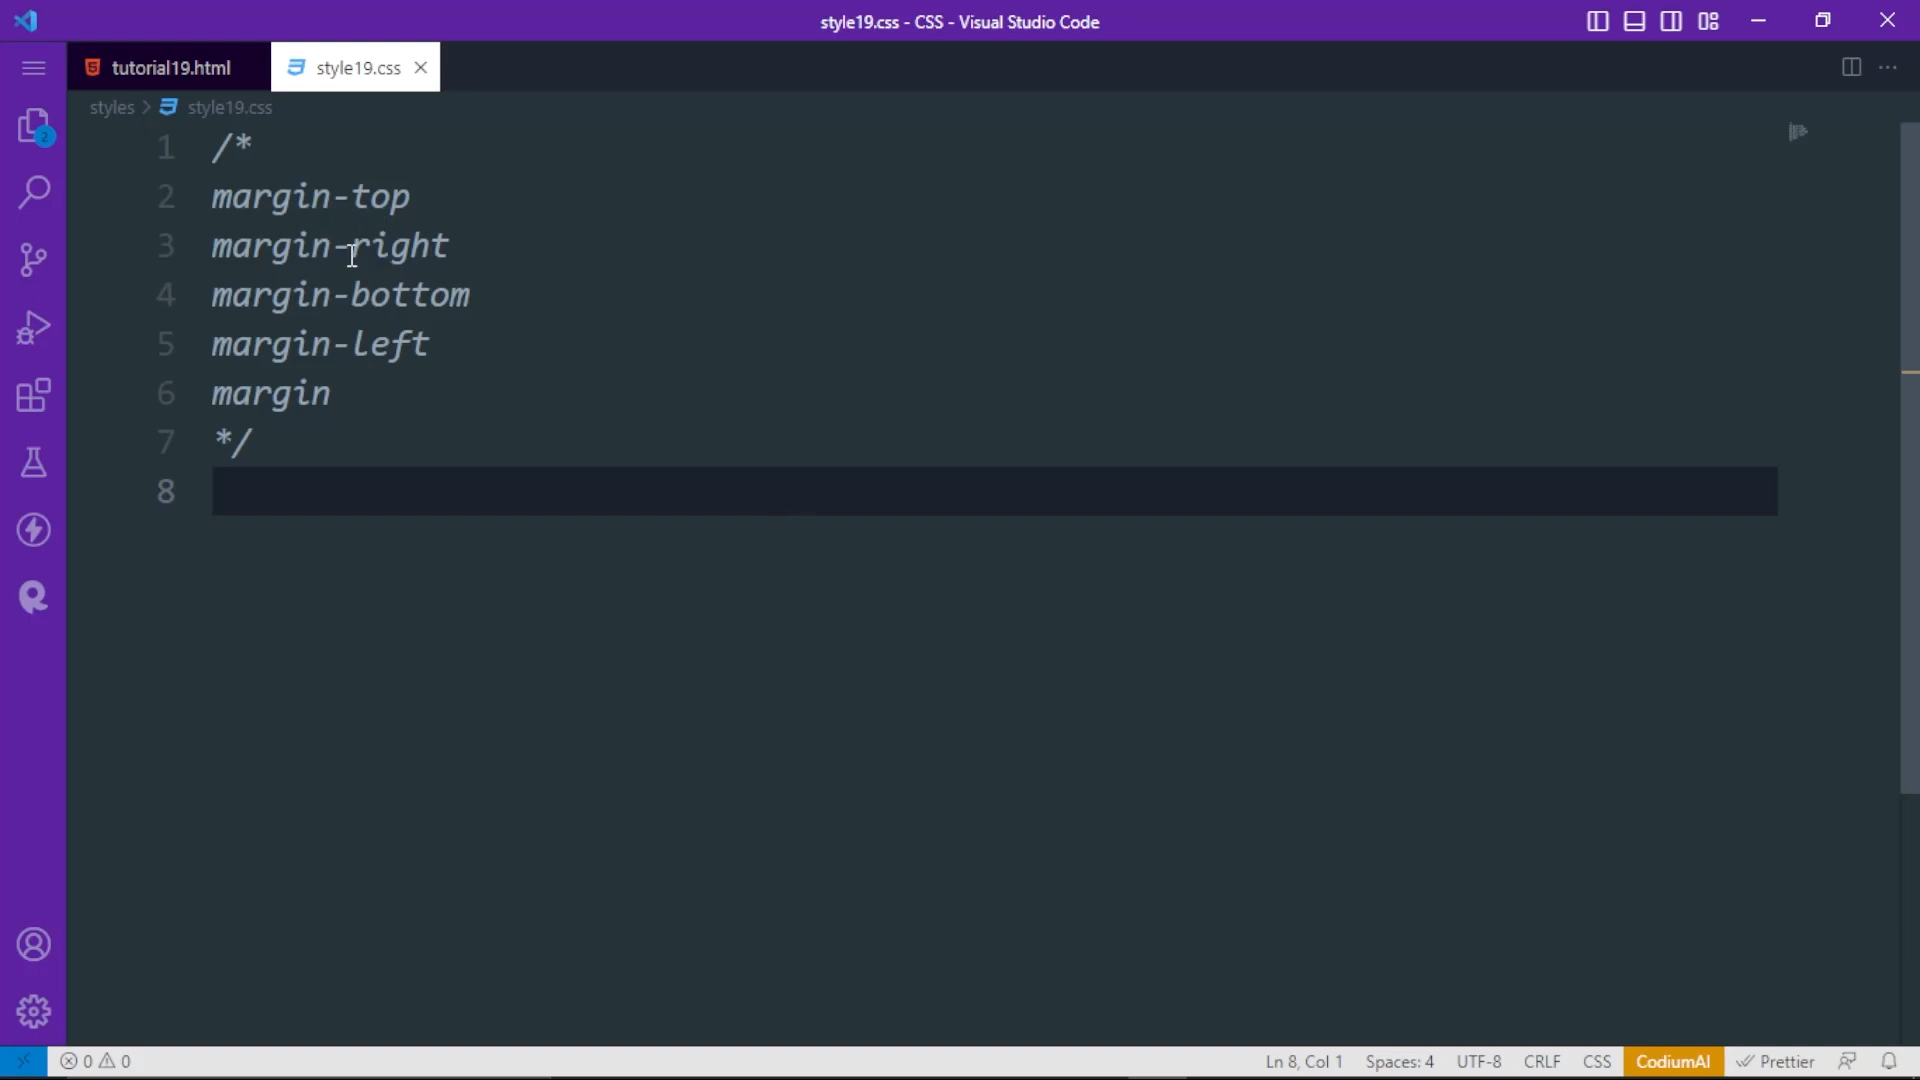 style19.css - CSS - Visual Studio Code
tutorial19.html
style19.css
styles > style19.css
2
1 /*
2 margin-top
3 margin-right
4 margin-bottom
5 margin-left
6 margin
7 */
8
0 0
Ln 8, Col 1
Spaces: 4
UTF-8
CRLF
CSS
CodiumAI
Prettier